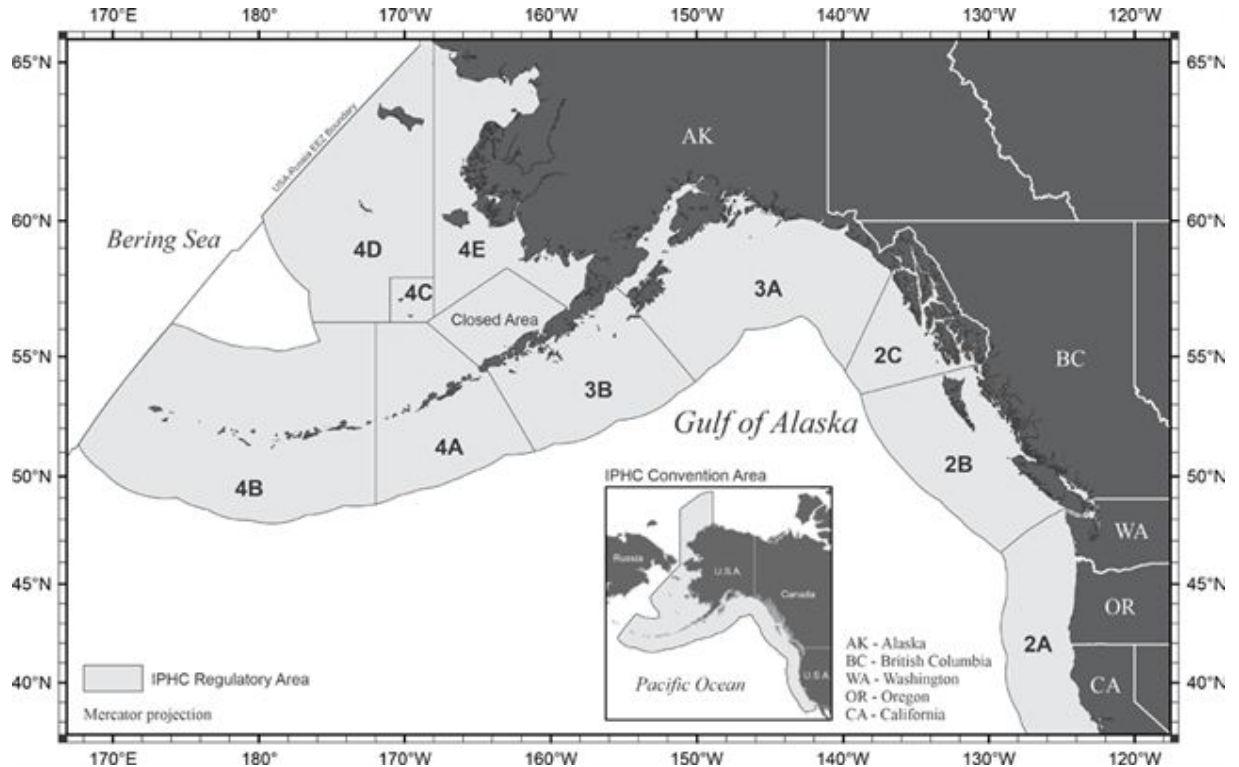 170°E 180° 170°W 160°W 150°W 140°W 130°W 120°W
65°N 65°N
USA-Russia EEZ Boundary
AK
60°N 60°N
Bering Sea
4D
4E
4C
3A
Closed Area
2C
BC
55°N 55°N
3B
Gulf of Alaska
4A
2B
50°N 50°N
4B
IPHC Convention Area
Russia
U.S.A.
Canada
U.S.A.
Pacific Ocean
WA
45°N 45°N
OR
2A
AK - Alaska
BC - British Columbia
WA - Washington
OR - Oregon
CA - California
CA
IPHC Regulatory Area
40°N 40°N
Mercator projection
170°E 180° 170°W 160°W 150°W 140°W 130°W 120°W